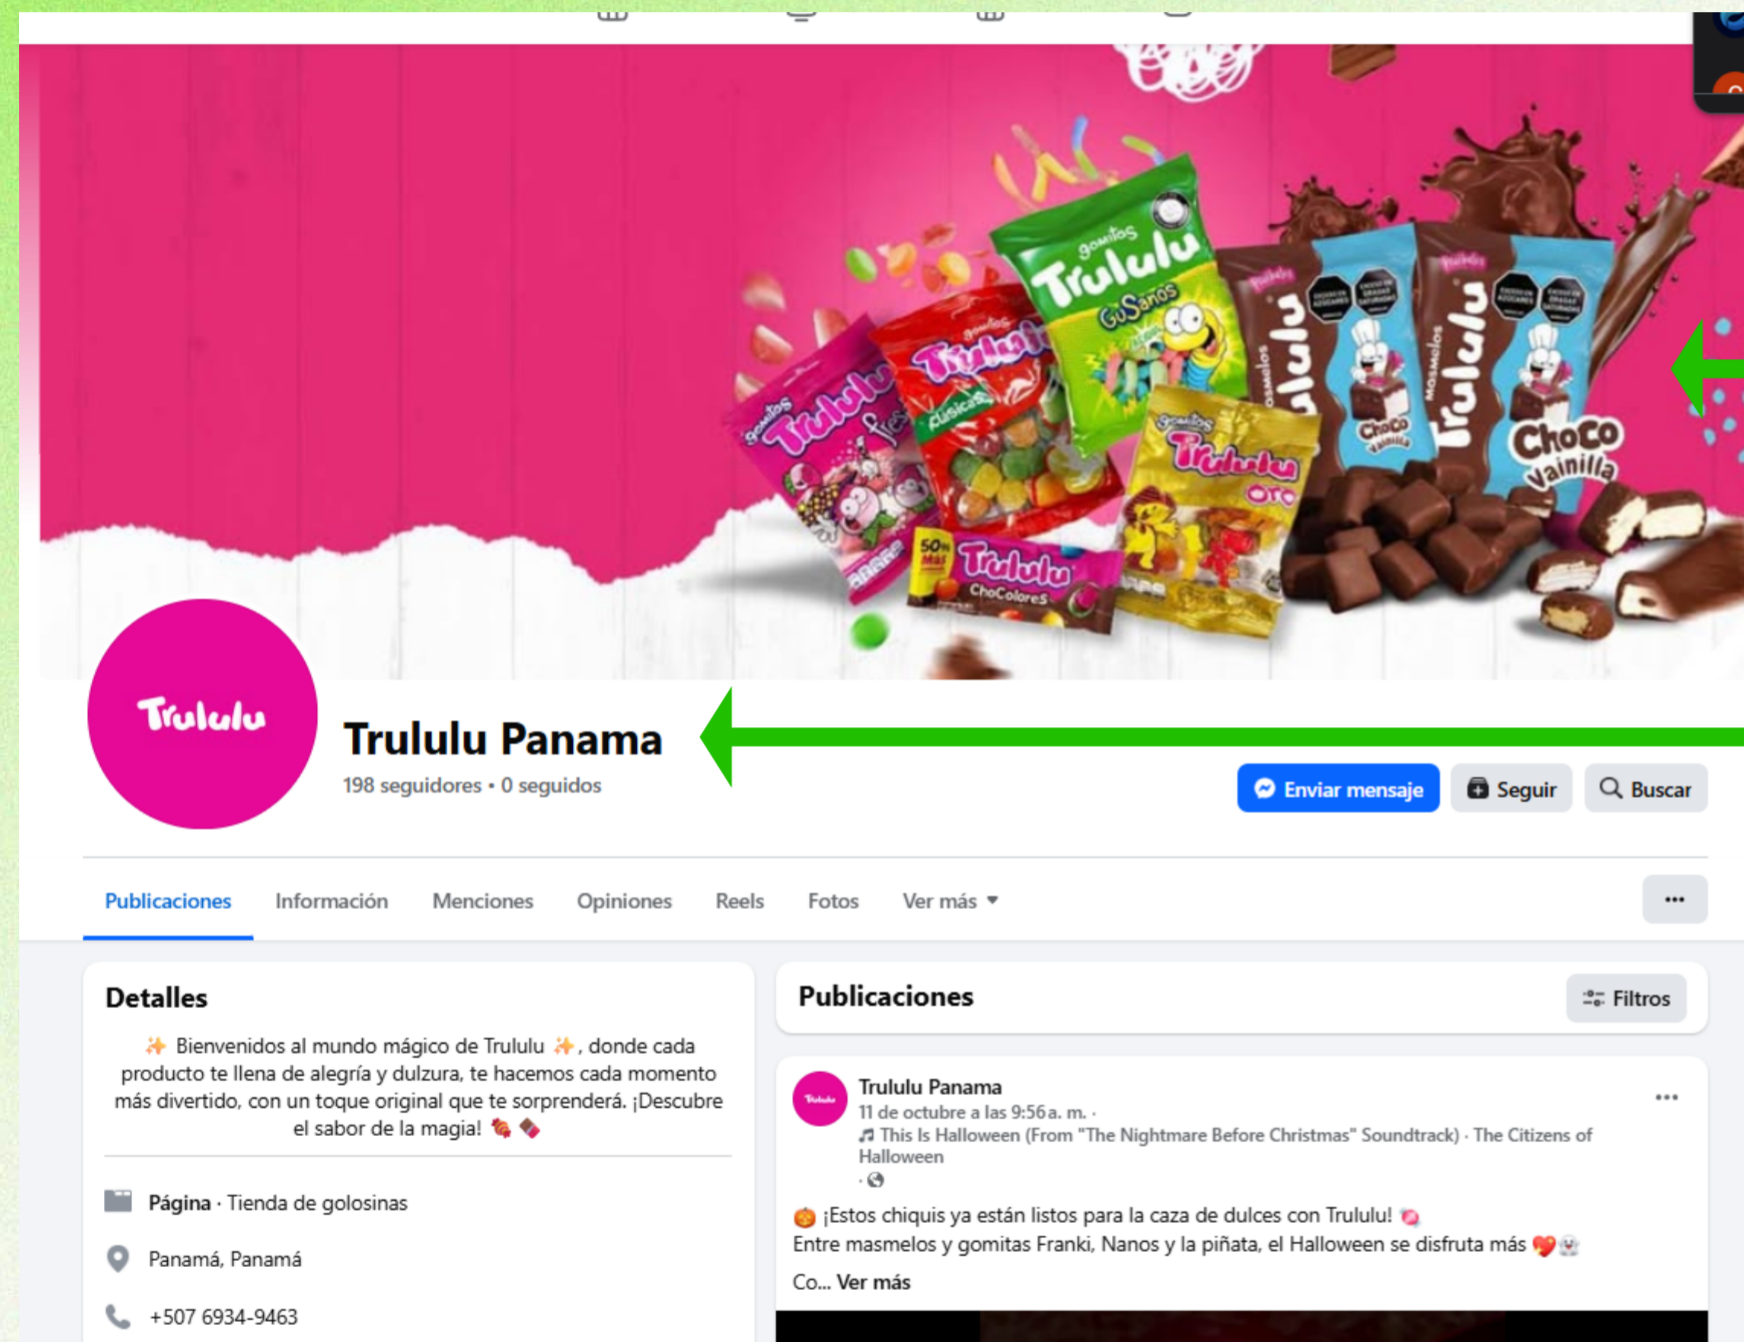 gomitos
Trululu
GuSanos
gomitos
Trululu
fres
gomitos
Trululu
clásicas
gomitos
Trululu
oro
50%
Más
Trululu
ChoColores
Trululu
Choco
Vainilla
masmelos
Trululu
Choco
Vainilla
Trululu
Trululu Panama
198 seguidores • 0 seguidos
Enviar mensaje
Seguir
Buscar
Publicaciones Información Menciones Opiniones Reels Fotos Ver más
Detalles
✨ Bienvenidos al mundo mágico de Trululu ✨, donde cada
producto te llena de alegría y dulzura, te hacemos cada momento
más divertido, con un toque original que te sorprenderá. ¡Descubre
el sabor de la magia! 🍬 🍫
Página · Tienda de golosinas
Panamá, Panamá
+507 6934-9463
Publicaciones
Filtros
Trululu
Trululu Panama
11 de octubre a las 9:56 a. m. ·
🎵 This Is Halloween (From "The Nightmare Before Christmas" Soundtrack) · The Citizens of
Halloween
🎃 ¡Estos chiquis ya están listos para la caza de dulces con Trululu! 🍬
Entre masmelos y gomitas Franki, Nanos y la piñata, el Halloween se disfruta más 💖👻
Co... Ver más